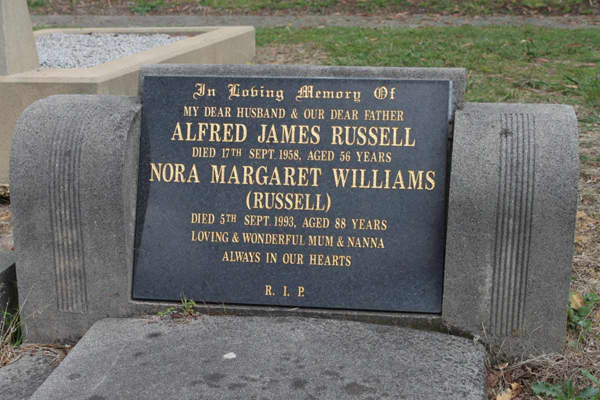 In Loving Memory Of
MY DEAR HUSBAND & OUR DEAR FATHER
ALFRED JAMES RUSSELL
DIED 17TH SEPT. 1958, AGED 56 YEARS
NORA MARGARET WILLIAMS
(RUSSELL)
DIED 5TH SEPT. 1993, AGED 88 YEARS
LOVING & WONDERFUL MUM & NANNA
ALWAYS IN OUR HEARTS
R. I. P.